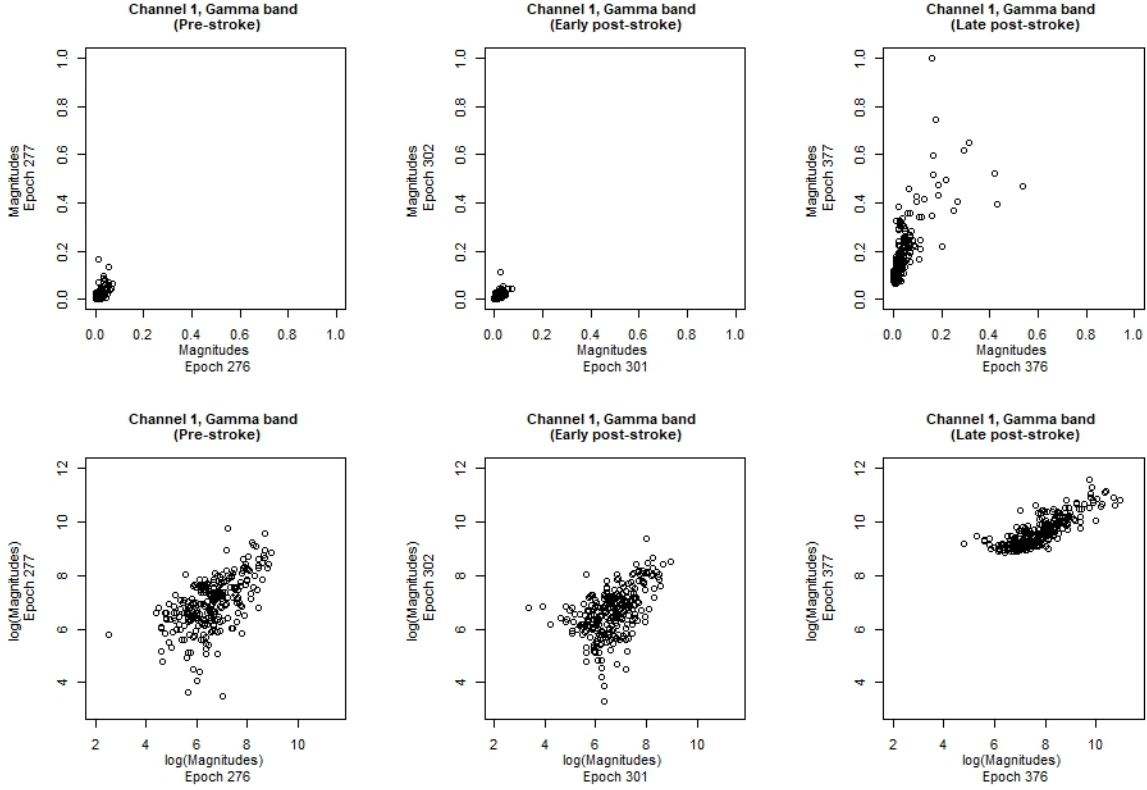 Channel 1, Gamma band
(Pre-stroke)
Magnitudes
Epoch 277
1.0
0.8
0.6
0.4
0.2
0.0
0.0 0.2 0.4 0.6 0.8 1.0
Magnitudes
Epoch 276
Channel 1, Gamma band
(Early post-stroke)
Magnitudes
Epoch 302
1.0
0.8
0.6
0.4
0.2
0.0
0.0 0.2 0.4 0.6 0.8 1.0
Magnitudes
Epoch 301
Channel 1, Gamma band
(Late post-stroke)
Magnitudes
Epoch 377
1.0
0.8
0.6
0.4
0.2
0.0
0.0 0.2 0.4 0.6 0.8 1.0
Magnitudes
Epoch 376
Channel 1, Gamma band
(Pre-stroke)
log(Magnitudes)
Epoch 277
12
10
8
6
4
2 4 6 8 10
log(Magnitudes)
Epoch 276
Channel 1, Gamma band
(Early post-stroke)
log(Magnitudes)
Epoch 302
12
10
8
6
4
2 4 6 8 10
log(Magnitudes)
Epoch 301
Channel 1, Gamma band
(Late post-stroke)
log(Magnitudes)
Epoch 377
12
10
8
6
4
2 4 6 8 10
log(Magnitudes)
Epoch 376